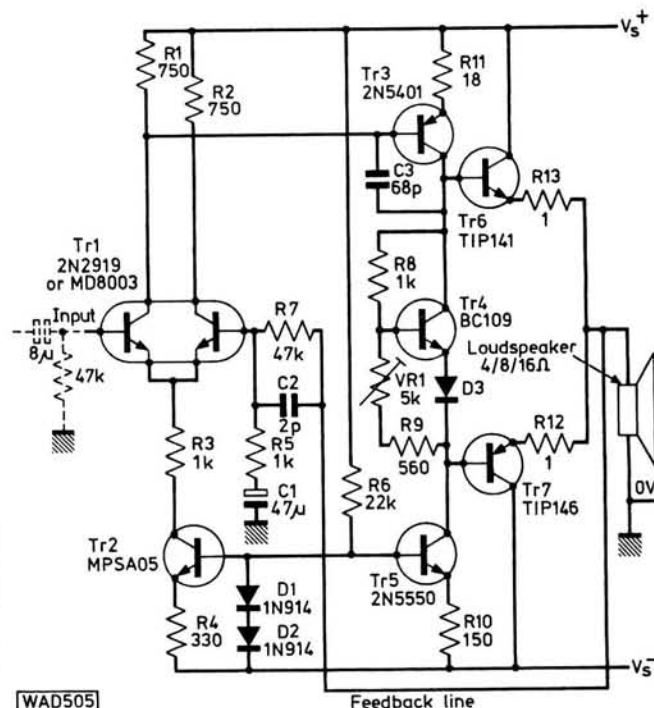 R1
750
R2
750
Tr3
2N5401
R11
18
Vs+
C3
68p
R13
1
Tr6
TIP141
Tr1
2N2919
or MD8003
Input
8μ
47k
R7
47k
R8
1k
Tr4
BC109
Loudspeaker
4/8/16Ω
C2
2p
VR1
5k
D3
R3
1k
R5
1k
R9
560
R12
1
C1
47μ
R6
22k
Tr7
TIP146
0V
Tr2
MPSA05
Tr5
2N5550
D1
1N914
R4
330
D2
1N914
R10
150
Vs-
WAD505
Feedback line